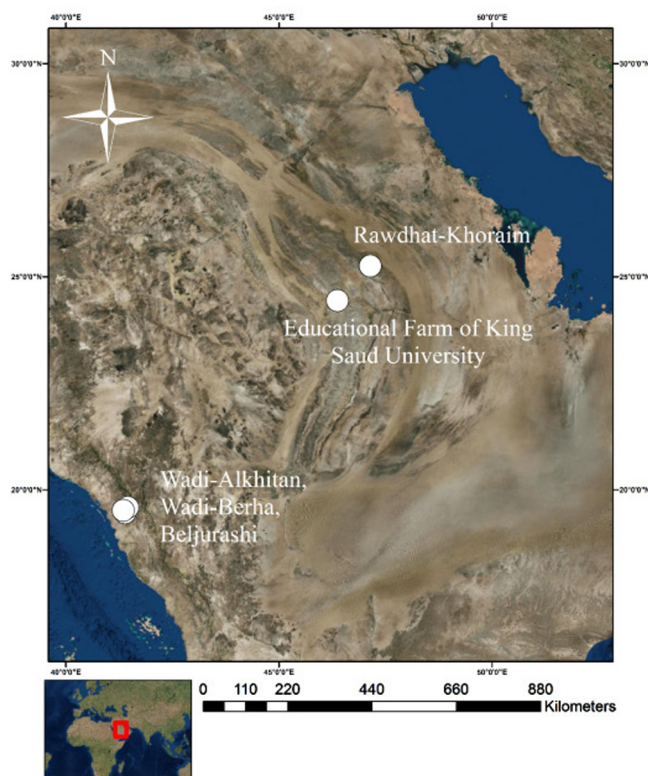 40°0'0"E 45°0'0"E 50°0'0"E
30°0'0"N 30°0'0"N
N
Rawdhat-Khoraim
25°0'0"N 25°0'0"N
Educational Farm of King
Saud University
Wadi-Alkhitan,
Wadi-Berha,
Beljurashi
20°0'0"N 20°0'0"N
40°0'0"E 45°0'0"E 50°0'0"E
0 110 220 440 660 880
Kilometers